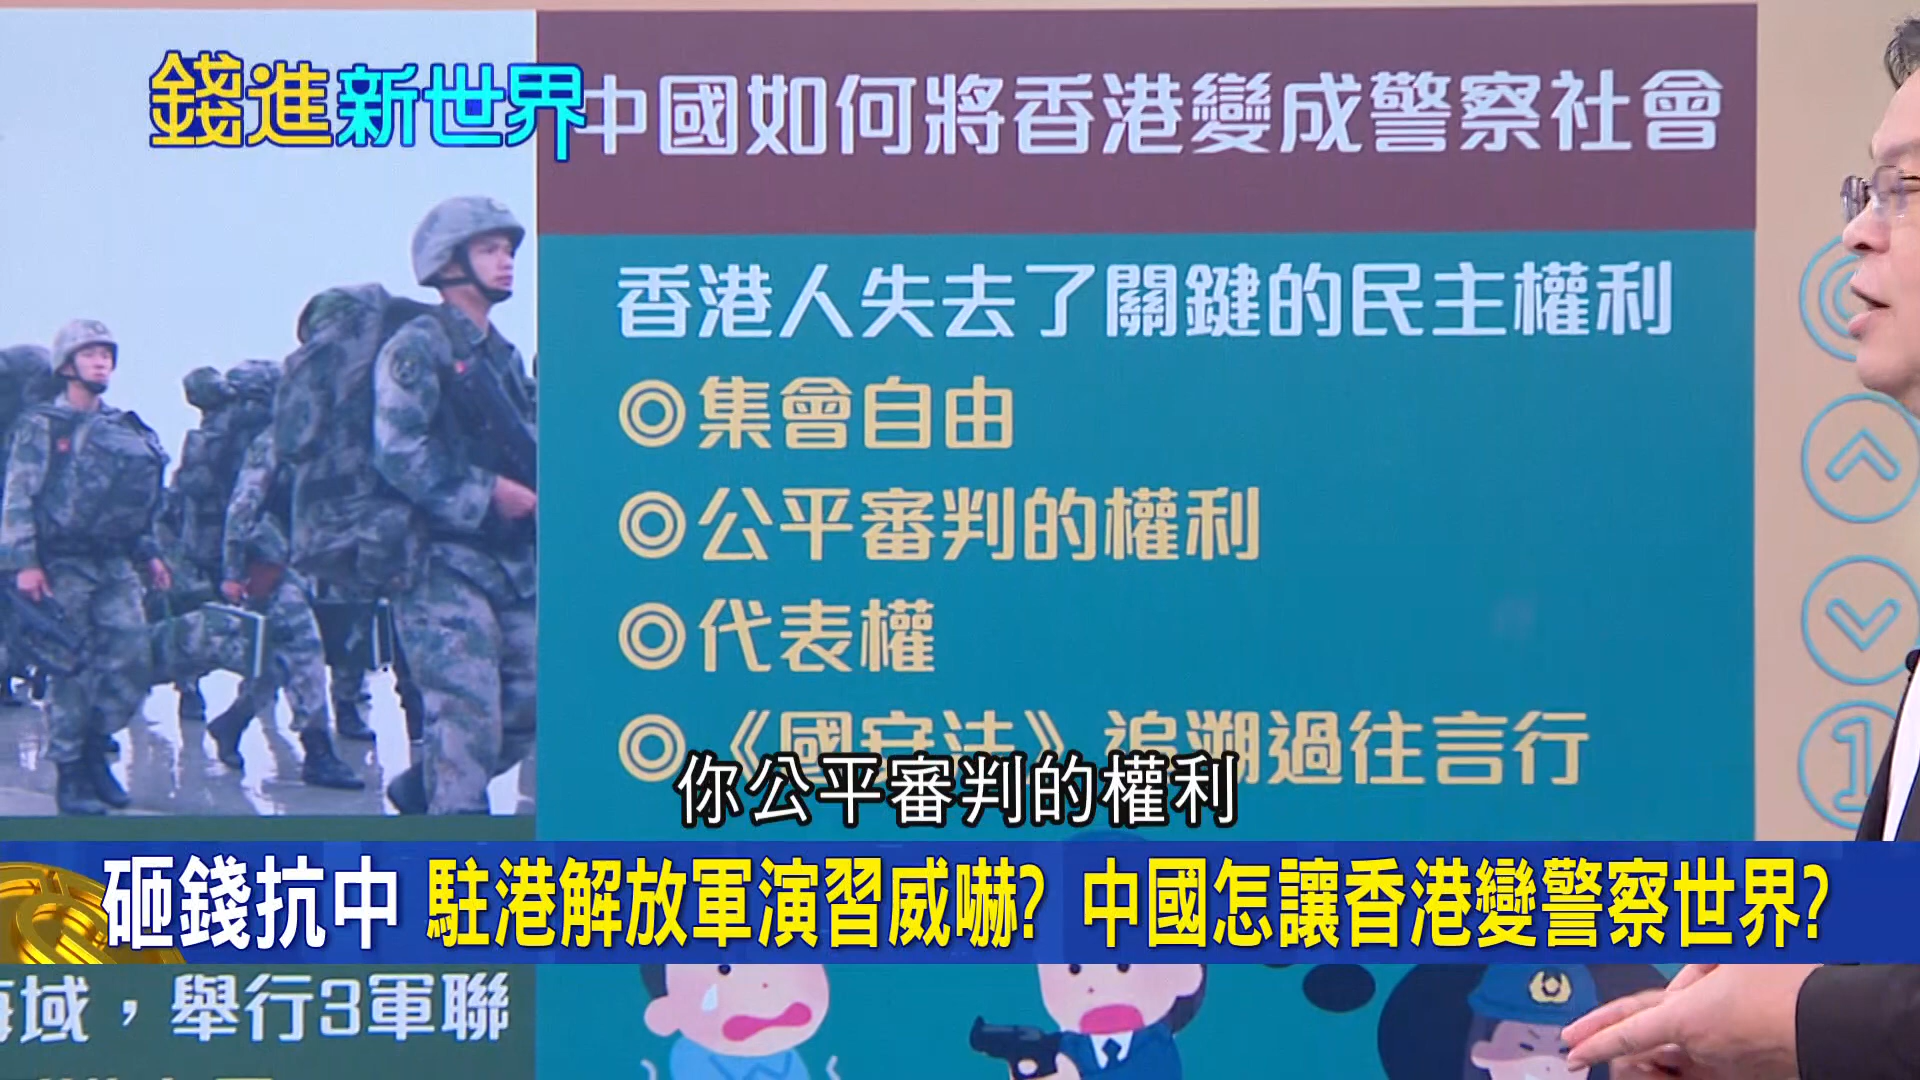 錢進新世界
中國如何將香港變成警察社會
香港人失去了關鍵的民主權利
◎集會自由
◎公平審判的權利
◎代表權
◎《國安法》追溯過往言行
你公平審判的權利
砸錢抗中 駐港解放軍演習威嚇? 中國怎讓香港變警察世界?
海域,舉行3軍聯
1